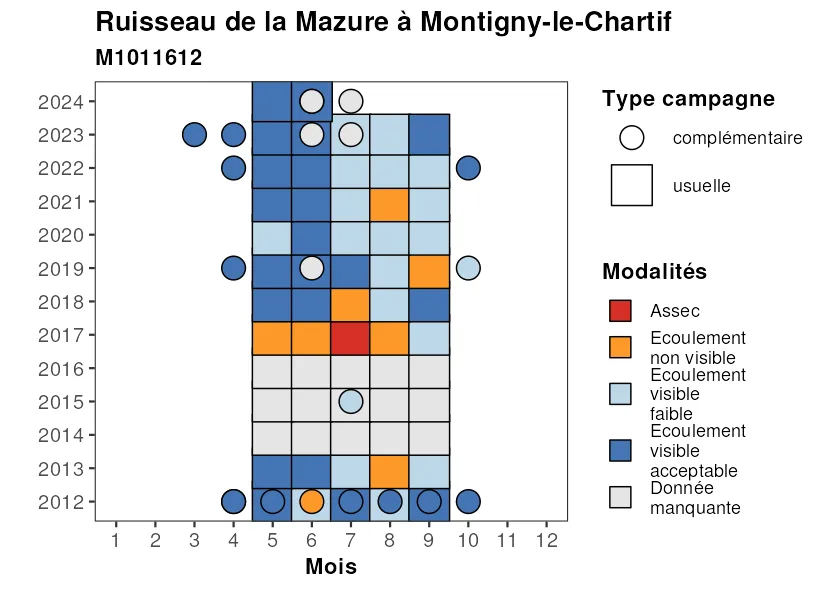 Ruisseau de la Mazure à Montigny-le-Chartif
M1011612
2024
2023
2022
2021
2020
2019
2018
2017
2016
2015
2014
2013
2012
1 2 3 4 5 6 7 8 9 10 11 12
Mois
Type campagne
complémentaire
usuelle
Modalités
Assec
Ecoulement
non visible
Ecoulement
visible
faible
Ecoulement
visible
acceptable
Donnée
manquante